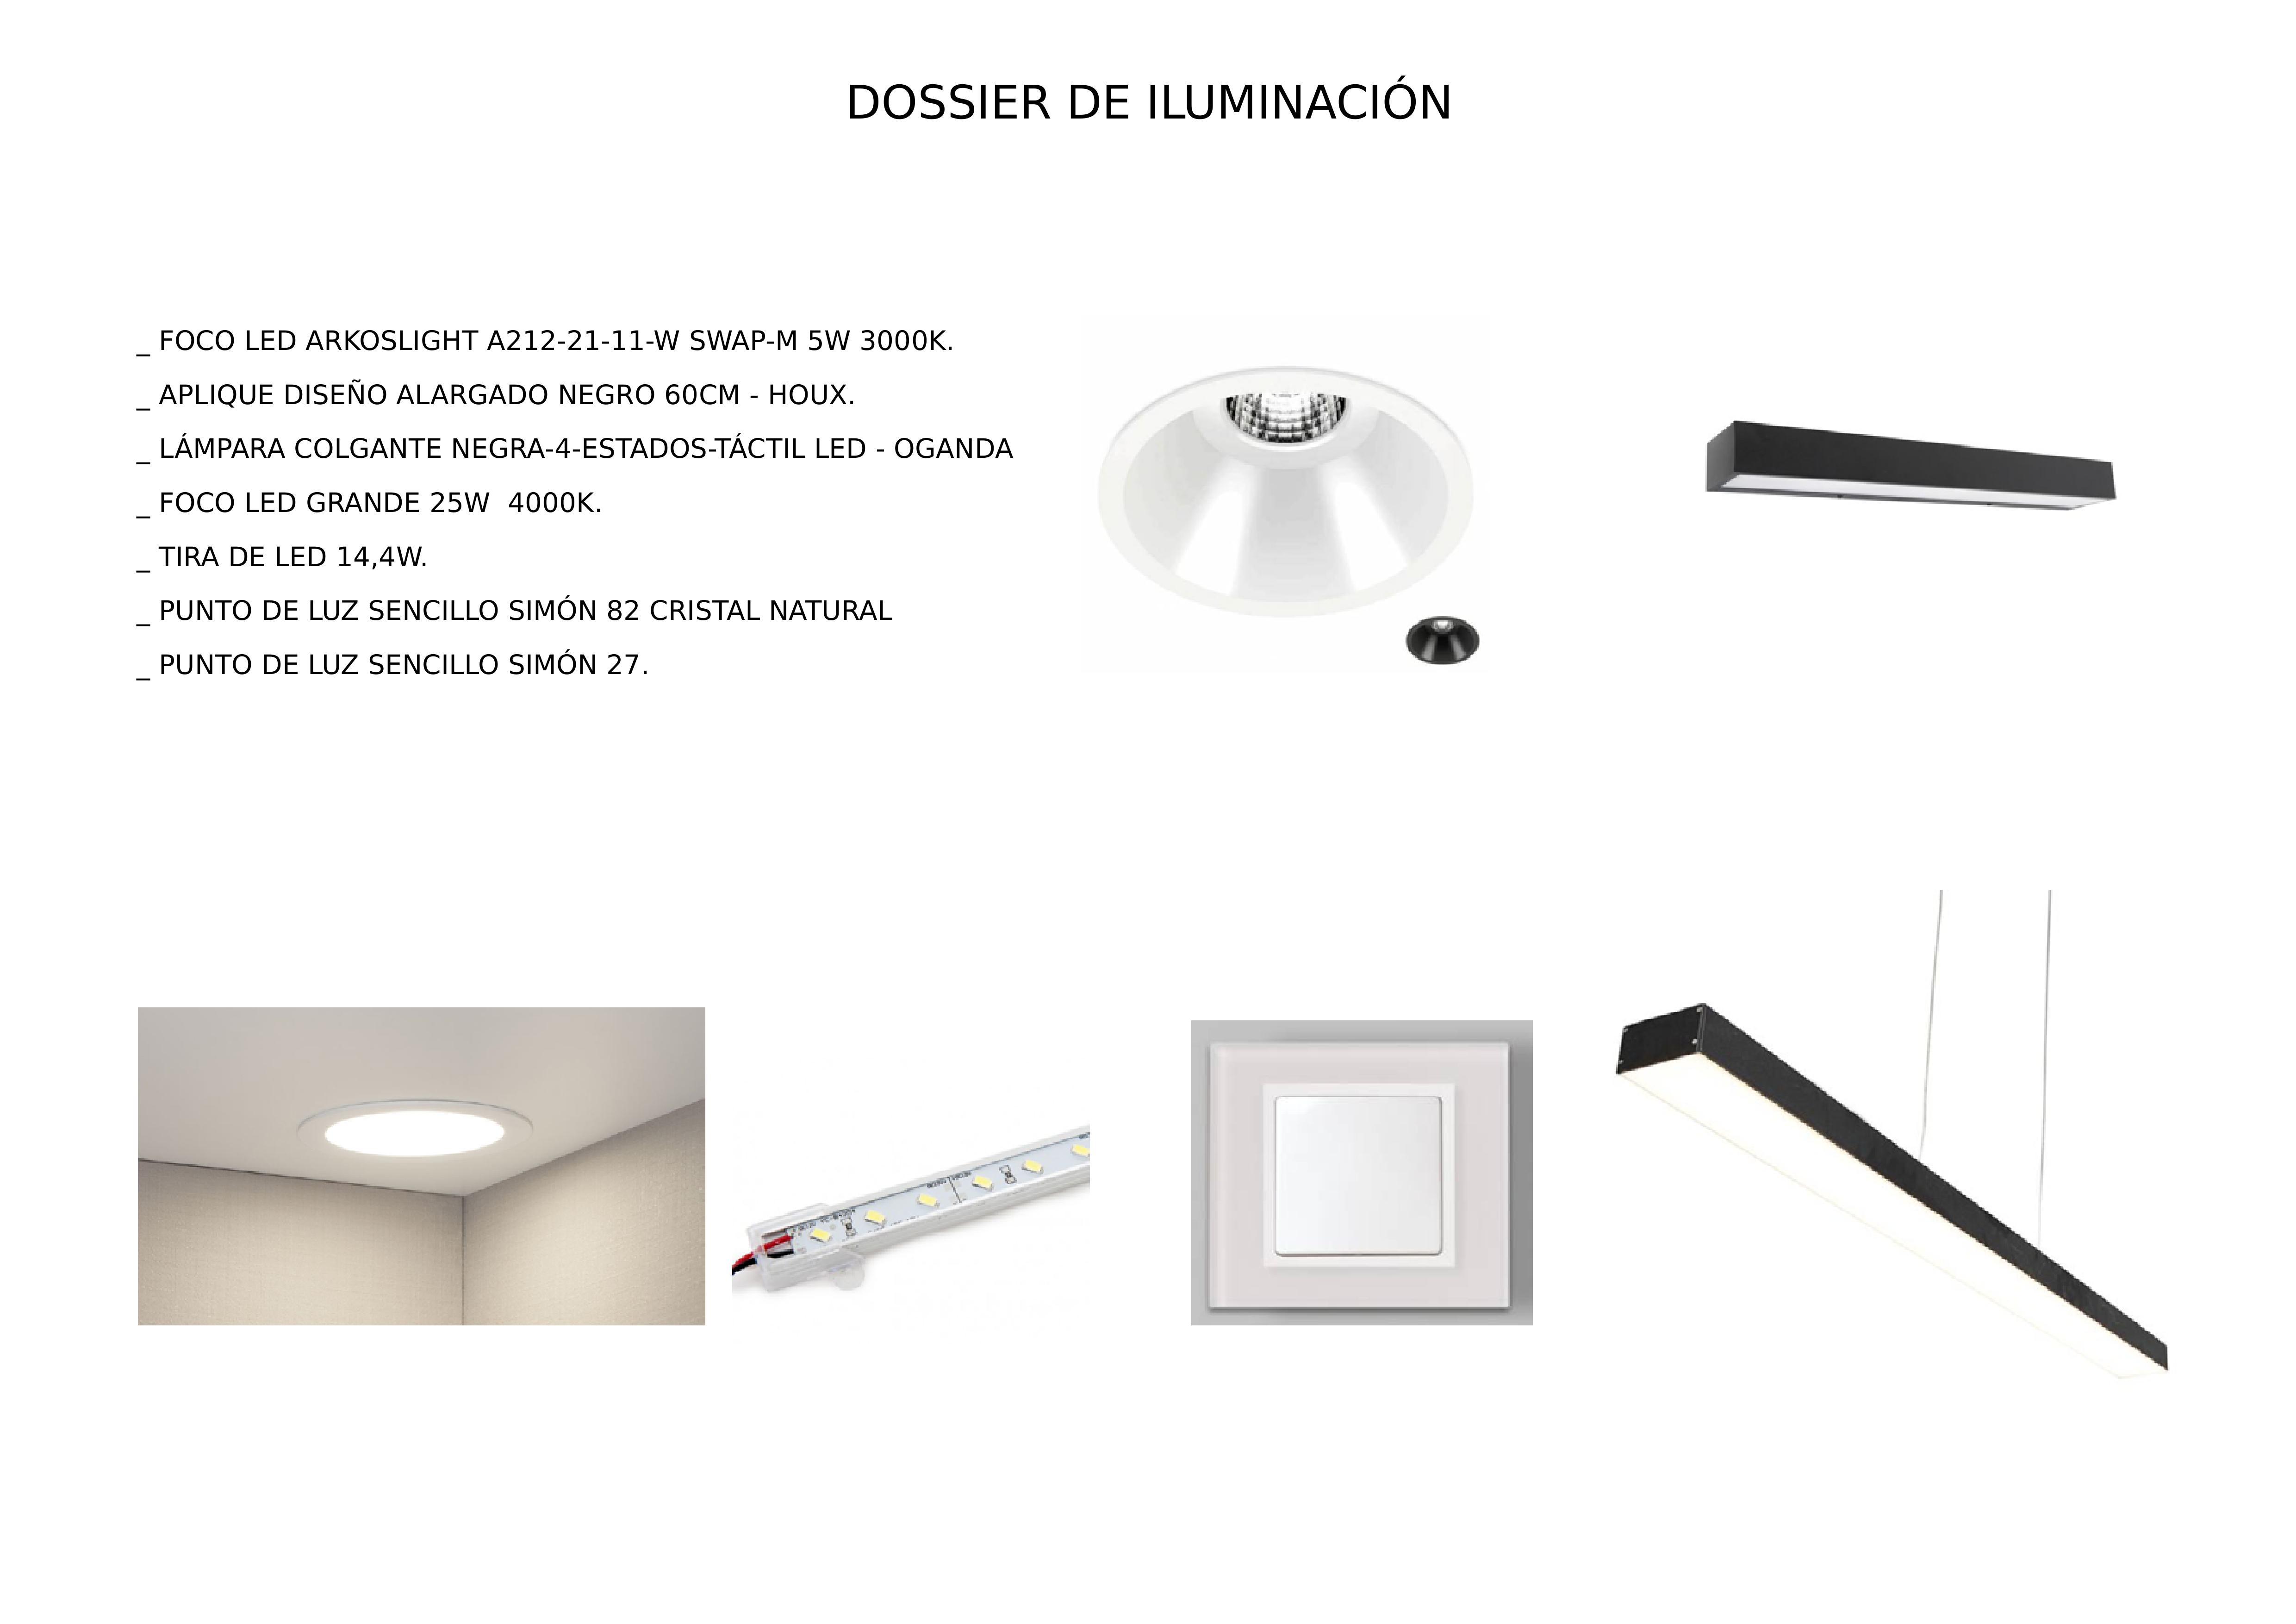 DOSSIER DE ILUMINACIÓN
_ FOCO LED ARKOSLIGHT A212-21-11-W SWAP-M 5W 3000K.
_ APLIQUE DISEÑO ALARGADO NEGRO 60CM - HOUX.
_ LÁMPARA COLGANTE NEGRA-4-ESTADOS-TÁCTIL LED - OGANDA
_ FOCO LED GRANDE 25W  4000K.
_ TIRA DE LED 14,4W.
_ PUNTO DE LUZ SENCILLO SIMÓN 82 CRISTAL NATURAL
_ PUNTO DE LUZ SENCILLO SIMÓN 27.